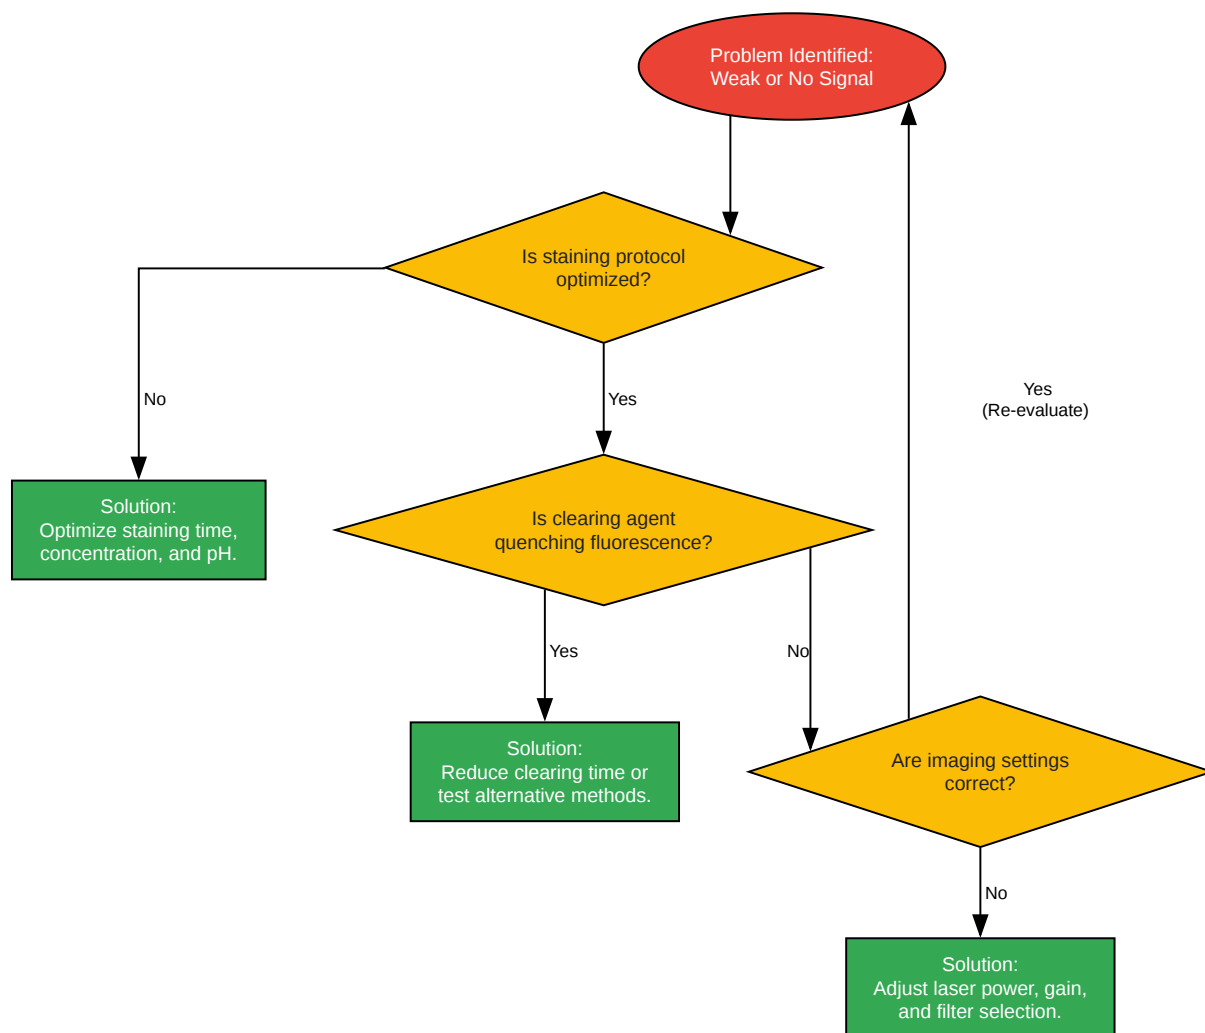 Problem Identified:
Weak or No Signal
Is staining protocol
optimized?
No
Yes
Yes
(Re-evaluate)
Solution:
Optimize staining time,
concentration, and pH.
Is clearing agent
quenching fluorescence?
Yes
No
Solution:
Reduce clearing time or
test alternative methods.
Are imaging settings
correct?
No
Solution:
Adjust laser power, gain,
and filter selection.